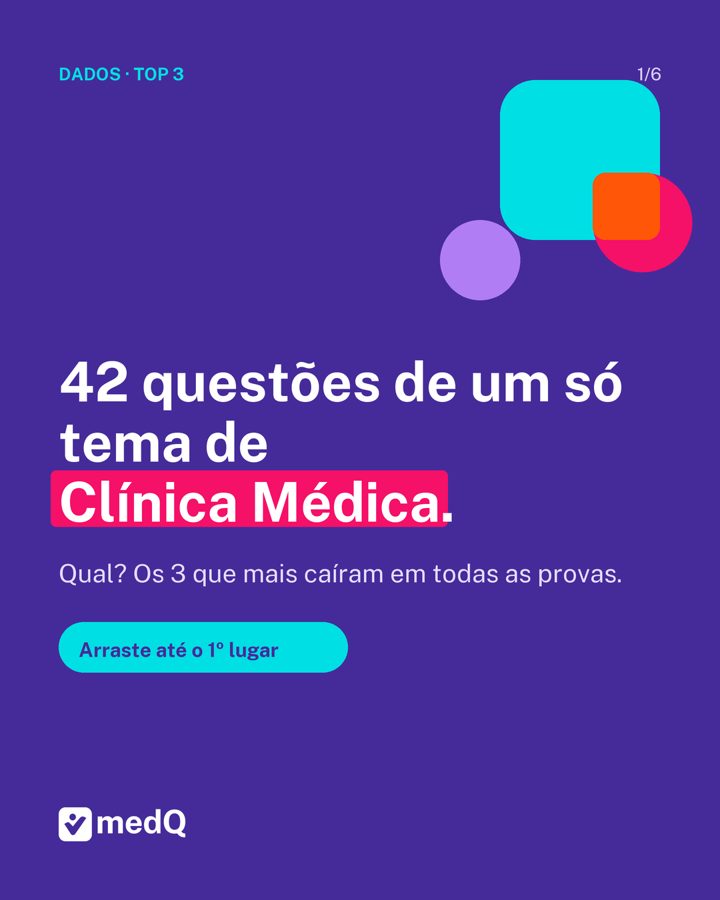 DADOS · TOP 3
1/6
42 questões de um só
tema de
Clínica Médica.
Qual? Os 3 que mais caíram em todas as provas.
Arraste até o 1º lugar
medQ